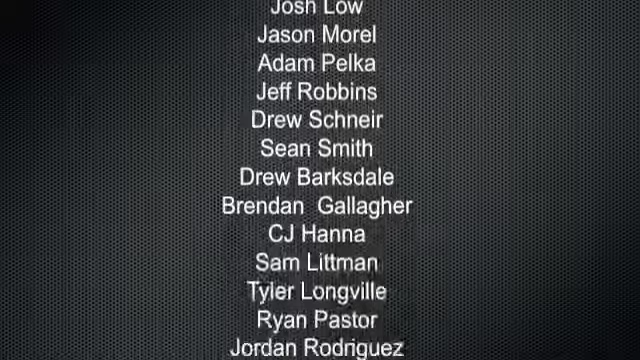 Josh Low
Jason Morel
Adam Pelka
Jeff Robbins
Drew Schneir
Sean Smith
Drew Barksdale
Brendan  Gallagher
CJ Hanna
Sam Littman
Tyler Longville
Ryan Pastor
Jordan Rodriguez